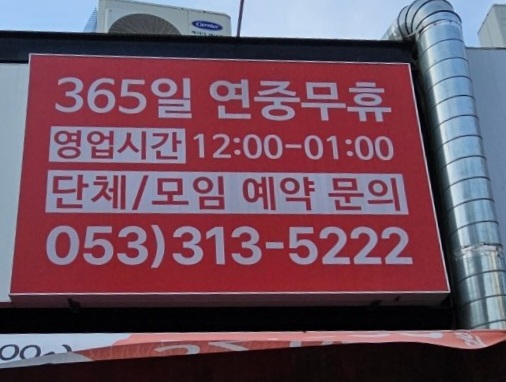 Carrier
365일 연중무휴
영업시간 12:00-01:00
단체/모임 예약 문의
053)313-5222